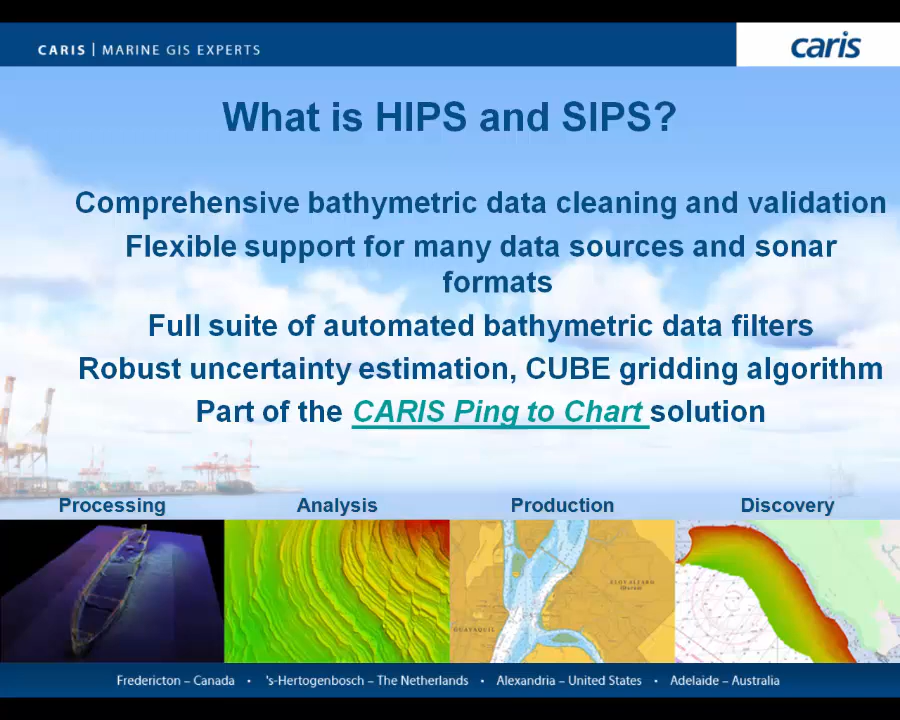 CARIS | MARINE GIS EXPERTS
caris
What is HIPS and SIPS?
Comprehensive bathymetric data cleaning and validation
Flexible support for many data sources and sonar
formats
Full suite of automated bathymetric data filters
Robust uncertainty estimation, CUBE gridding algorithm
Part of the CARIS Ping to Chart solution
Processing
Analysis
Production
Discovery
GUAYAQUIL
Fredericton – Canada • 's-Hertogenbosch – The Netherlands • Alexandria – United States • Adelaide – Australia